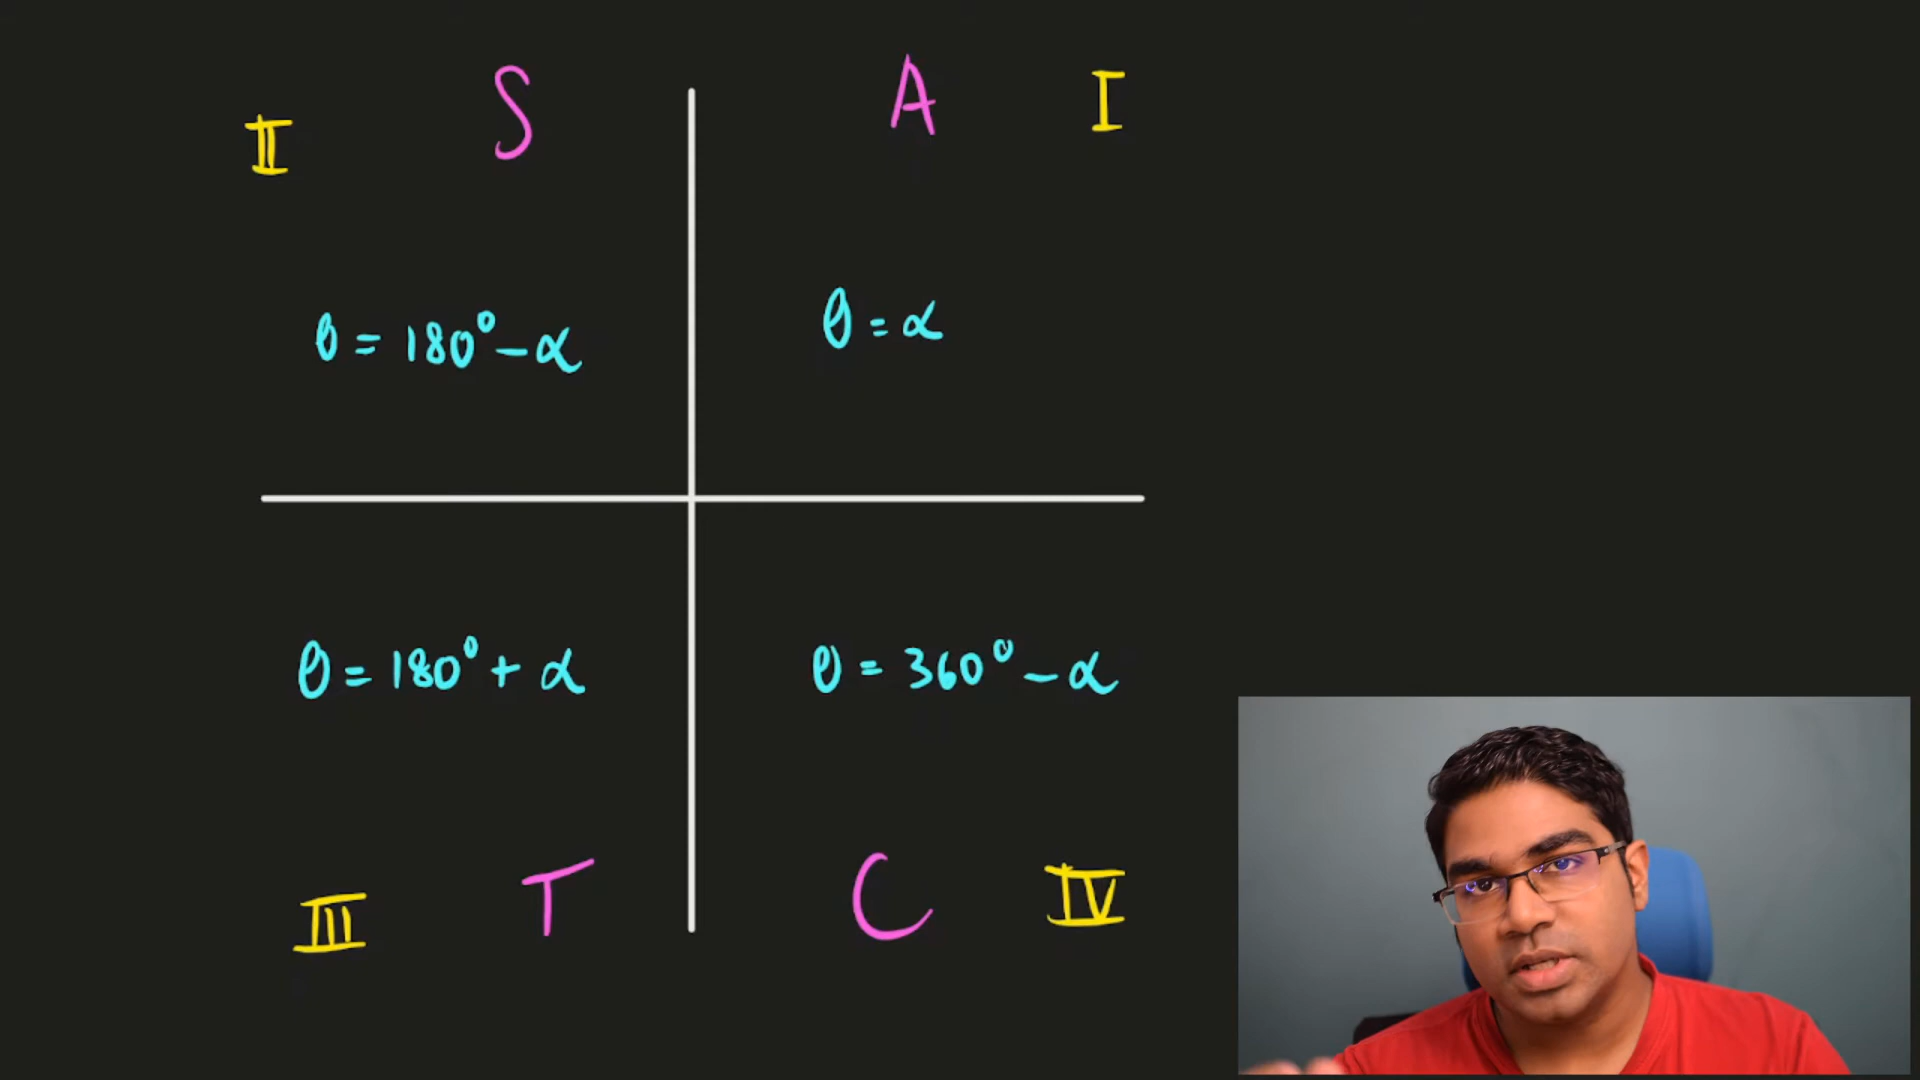 II S A I
θ = 180° - α
θ = α
θ = 180° + α
θ = 360° - α
III T C IV